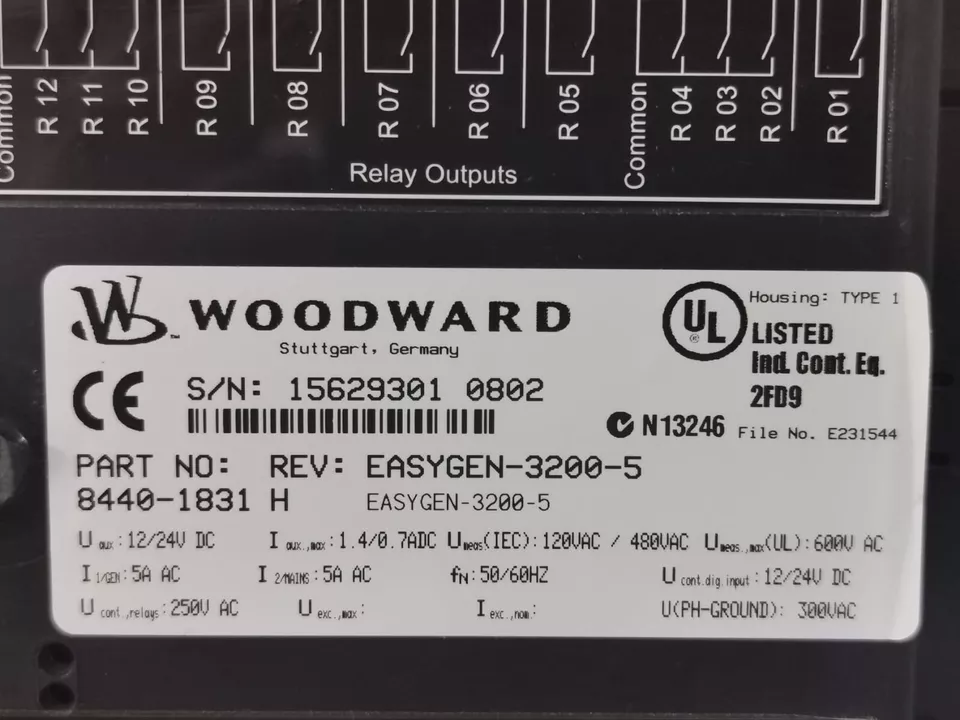 Common
R 12
R 11
R 10
R 09
R 08
R 07
R 06
R 05
Common
R 04
R 03
R 02
R 01
Relay Outputs
W™ WOODWARD
Stuttgart, Germany
UL®
Housing: TYPE 1
LISTED
Ind. Cont. Eq.
2FD9
CE
S/N: 15629301 0802
N13246 File No. E231544
PART NO: REV: EASYGEN-3200-5
8440-1831 H EASYGEN-3200-5
U aux.:12/24V DC I aux.,max:1.4/0.7ADC Umeas(IEC):120VAC / 480VAC Umeas.,max(UL):600V AC
I 1/GEN:5A AC I 2/MAINS:5A AC fN:50/60HZ U cont.dig.input:12/24V DC
U cont.,relays:250V AC U exc.,max: I exc.,nom: U(PH-GROUND): 300VAC